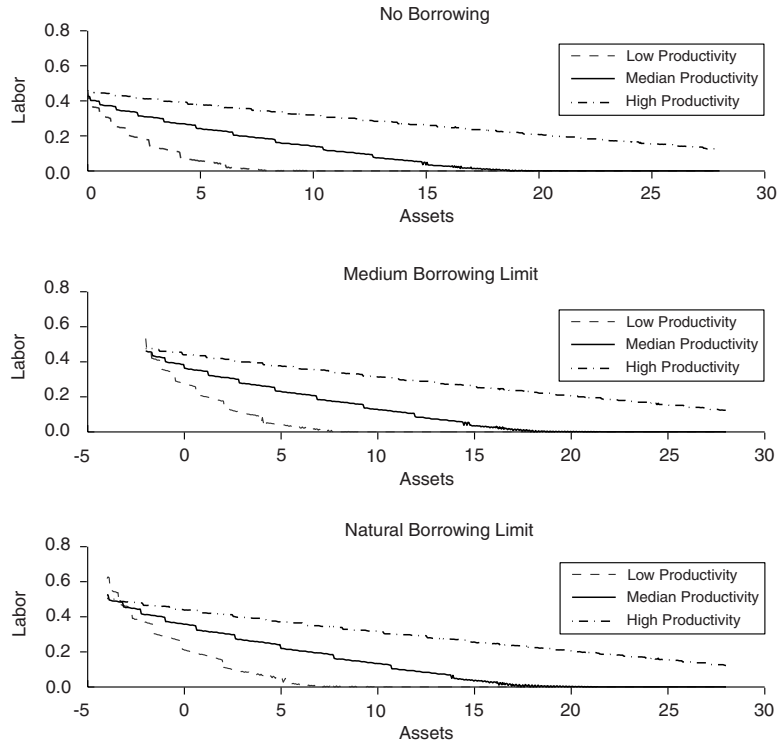 No Borrowing
0.8
0.6
0.4
0.2
0.0
Labor
Low Productivity
Median Productivity
High Productivity
0 5 10 15 20 25 30
Assets
Medium Borrowing Limit
0.8
0.6
0.4
0.2
0.0
Labor
Low Productivity
Median Productivity
High Productivity
-5 0 5 10 15 20 25 30
Assets
Natural Borrowing Limit
0.8
0.6
0.4
0.2
0.0
Labor
Low Productivity
Median Productivity
High Productivity
-5 0 5 10 15 20 25 30
Assets